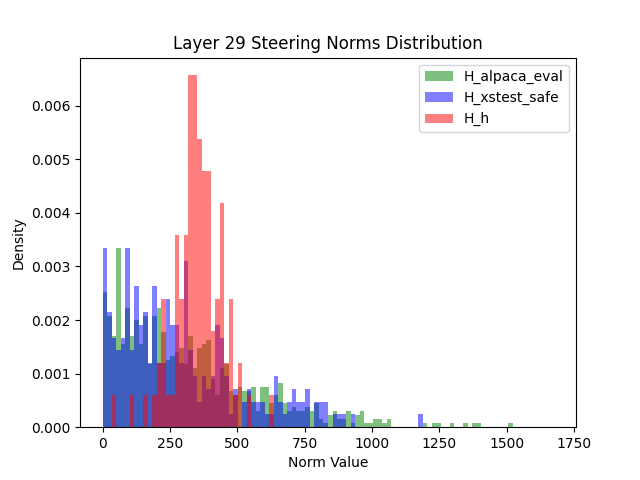 Layer 29 Steering Norms Distribution
H_alpaca_eval
H_xstest_safe
H_h
0.006
0.005
0.004
0.003
0.002
0.001
0.000
Density
0
250
500
750
1000
1250
1500
1750
Norm Value